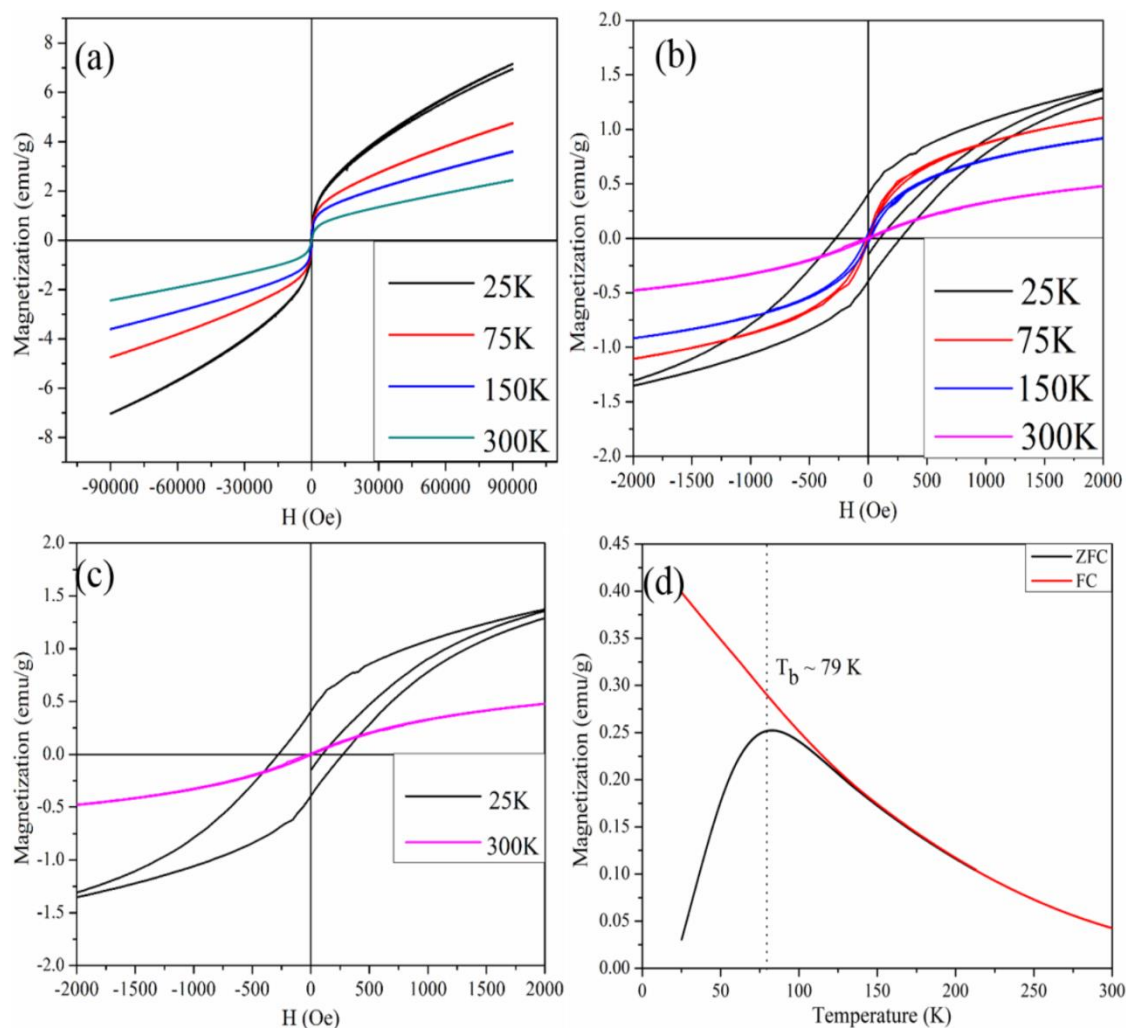 (a)
Magnetization (emu/g)
8
6
4
2
0
-2
-4
-6
-8
-90000 -60000 -30000 0 30000 60000 90000
H (Oe)
25K
75K
150K
300K
(b)
Magnetization (emu/g)
2.0
1.5
1.0
0.5
0.0
-0.5
-1.0
-1.5
-2.0
-2000 -1500 -1000 -500 0 500 1000 1500 2000
H (Oe)
25K
75K
150K
300K
(c)
Magnetization (emu/g)
2.0
1.5
1.0
0.5
0.0
-0.5
-1.0
-1.5
-2.0
-2000 -1500 -1000 -500 0 500 1000 1500 2000
H (Oe)
25K
300K
(d)
Magnetization (emu/g)
0.45
0.40
0.35
0.30
0.25
0.20
0.15
0.10
0.05
0.00
0 50 100 150 200 250 300
Temperature (K)
ZFC
FC
Tb ~ 79 K